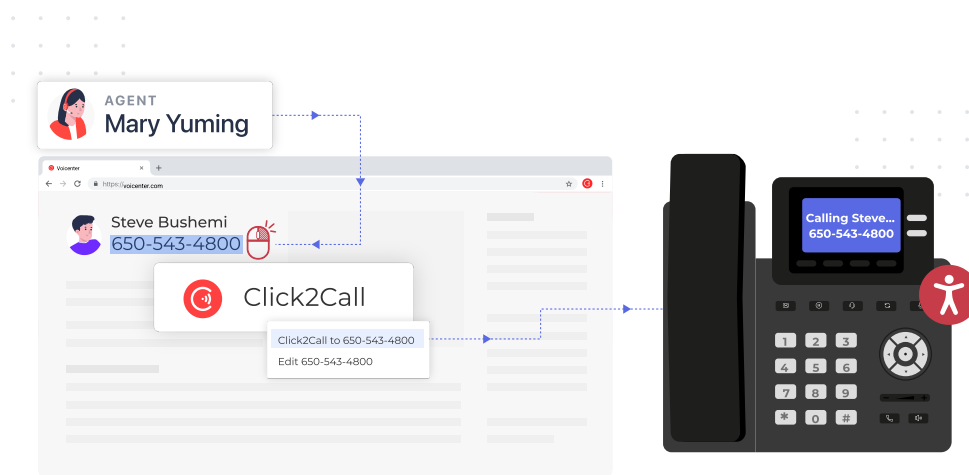 AGENT
Mary Yuming
Voicenter
https://voicenter.com
Steve Bushemi
650-543-4800
Click2Call
Click2Call to 650-543-4800
Edit 650-543-4800
Calling Steve...
650-543-4800
1 2 3
4 5 6
7 8 9
* 0 #